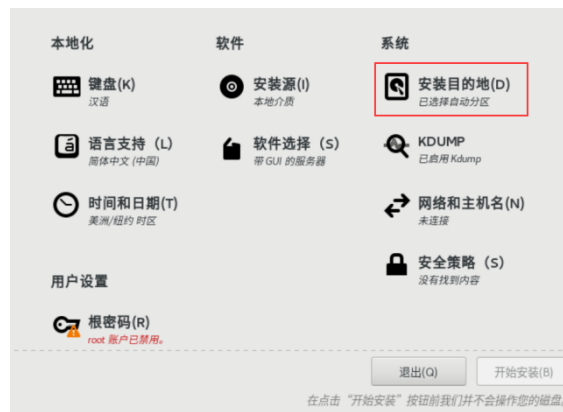 本地化
键盘(K)
汉语
语言支持（L)
简体中文 (中国)
时间和日期(T)
美洲/纽约 时区
用户设置
根密码(R)
root 账户已禁用。
软件
安装源(I)
本地介质
软件选择（S)
带 GUI 的服务器
系统
安装目的地(D)
已选择自动分区
KDUMP
已启用 Kdump
网络和主机名(N)
未连接
安全策略（S)
没有找到内容
退出(Q)
开始安装(B)
在点击“开始安装”按钮前我们并不会操作您的磁盘